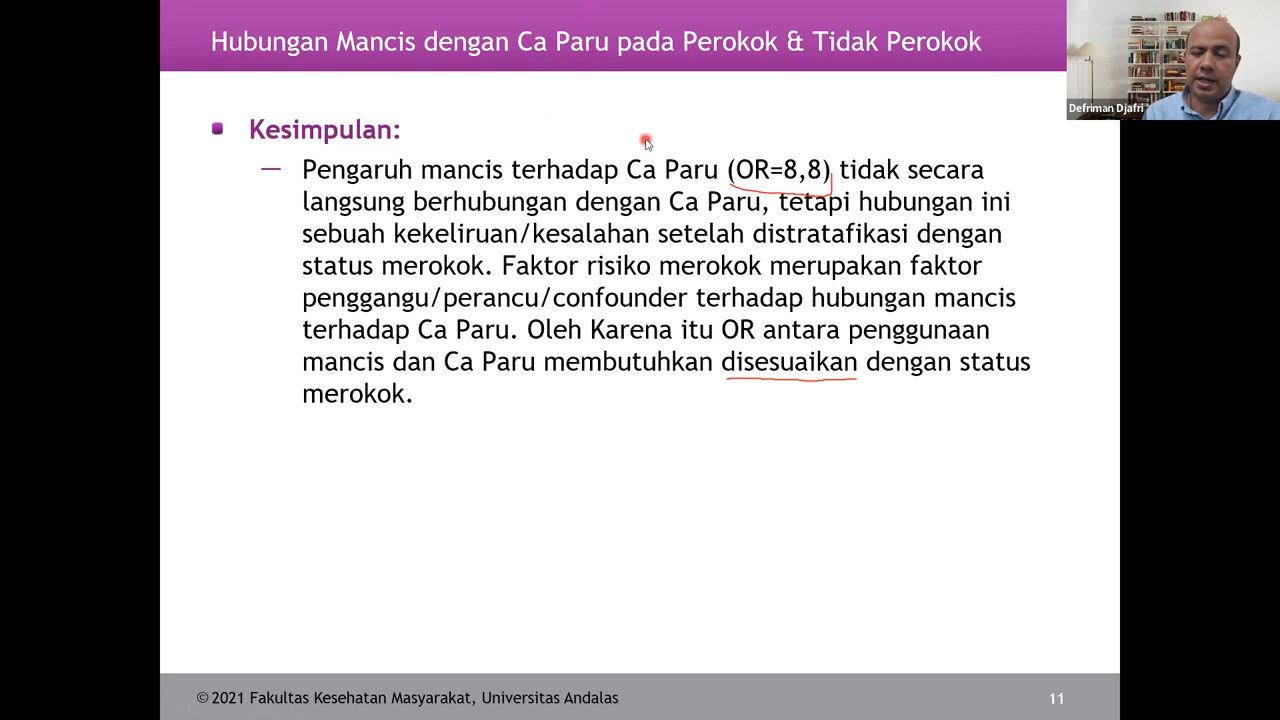 Hubungan Mancis dengan Ca Paru pada Perokok & Tidak Perokok
Defriman Djafri
Kesimpulan:
— Pengaruh mancis terhadap Ca Paru (OR=8,8) tidak secara
langsung berhubungan dengan Ca Paru, tetapi hubungan ini
sebuah kekeliruan/kesalahan setelah distratafikasi dengan
status merokok. Faktor risiko merokok merupakan faktor
penggangu/perancu/confounder terhadap hubungan mancis
terhadap Ca Paru. Oleh Karena itu OR antara penggunaan
mancis dan Ca Paru membutuhkan disesuaikan dengan status
merokok.
© 2021 Fakultas Kesehatan Masyarakat, Universitas Andalas
11